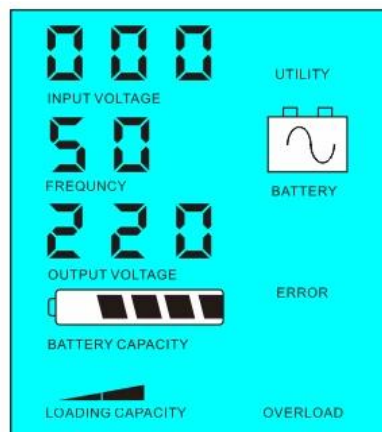 000
UTILITY
INPUT VOLTAGE
50
FREQUNCY
BATTERY
220
OUTPUT VOLTAGE
ERROR
BATTERY CAPACITY
LOADING CAPACITY
OVERLOAD